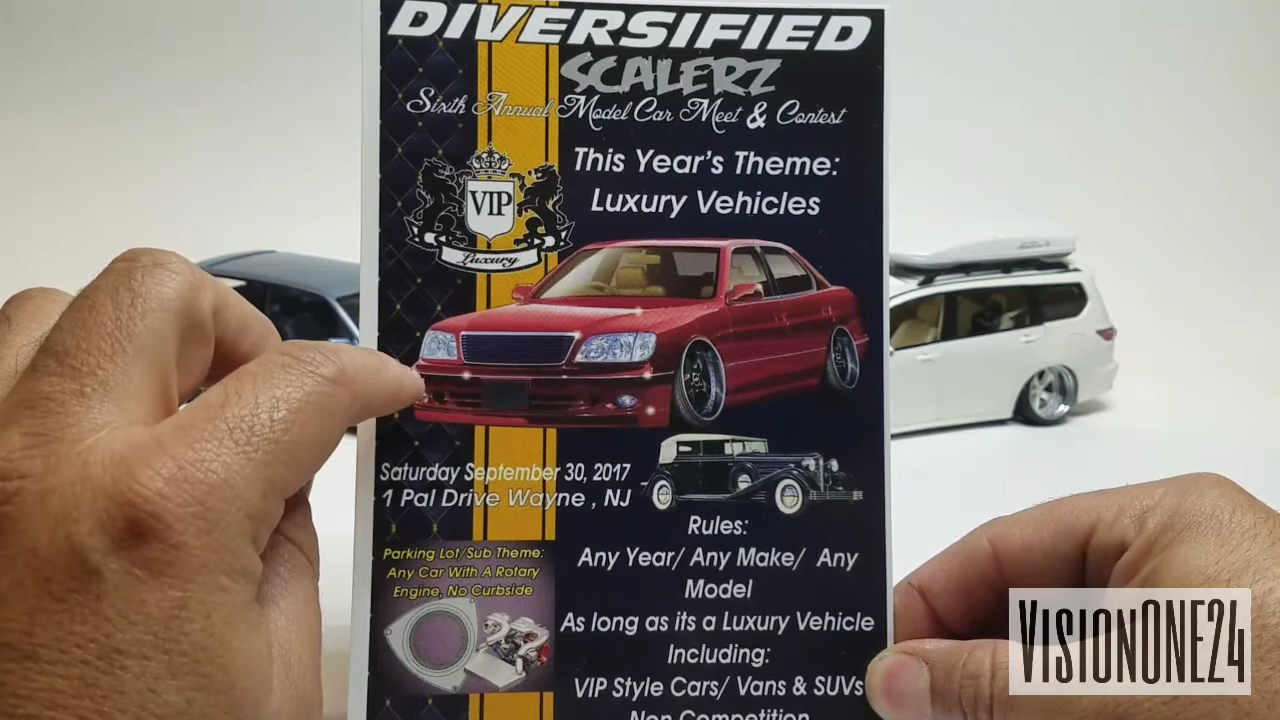 DIVERSIFIED
SCALERZ
Sixth Annual Model Car Meet & Contest
This Year's Theme:
Luxury Vehicles
VIP
Luxury
Saturday September 30, 2017
1 Pal Drive Wayne , NJ
Parking Lot/Sub Theme:
Any Car With A Rotary
Engine, No Curbside
Rules:
Any Year/ Any Make/ Any
Model
As long as its a Luxury Vehicle
Including:
VIP Style Cars/ Vans & SUVs
Non Competition
VISIONONE24